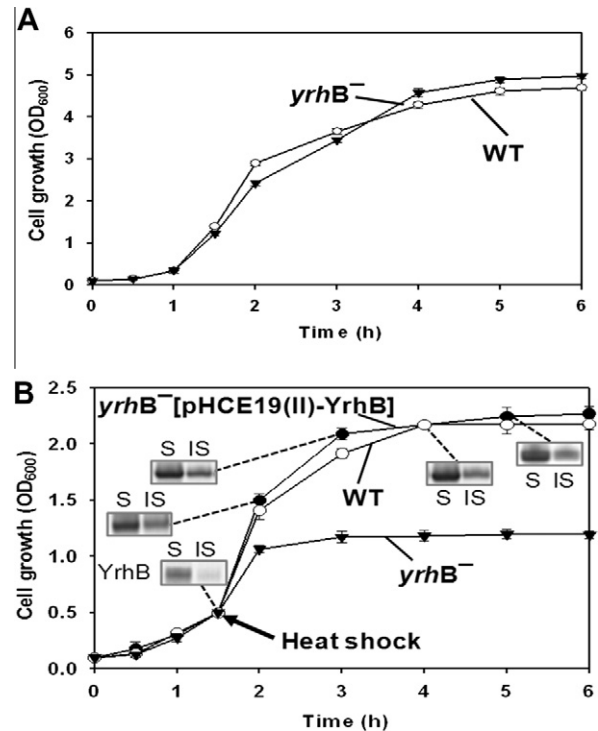 A
6
5
4
3
2
1
0
Cell growth (OD600)
yrhB–
WT
0 1 2 3 4 5 6
Time (h)
B
2.5
2.0
1.5
1.0
0.5
0.0
Cell growth (OD600)
yrhB–[pHCE19(II)-YrhB]
S IS
S IS
S IS
S IS
WT
S IS
YrhB
yrhB–
Heat shock
0 1 2 3 4 5 6
Time (h)